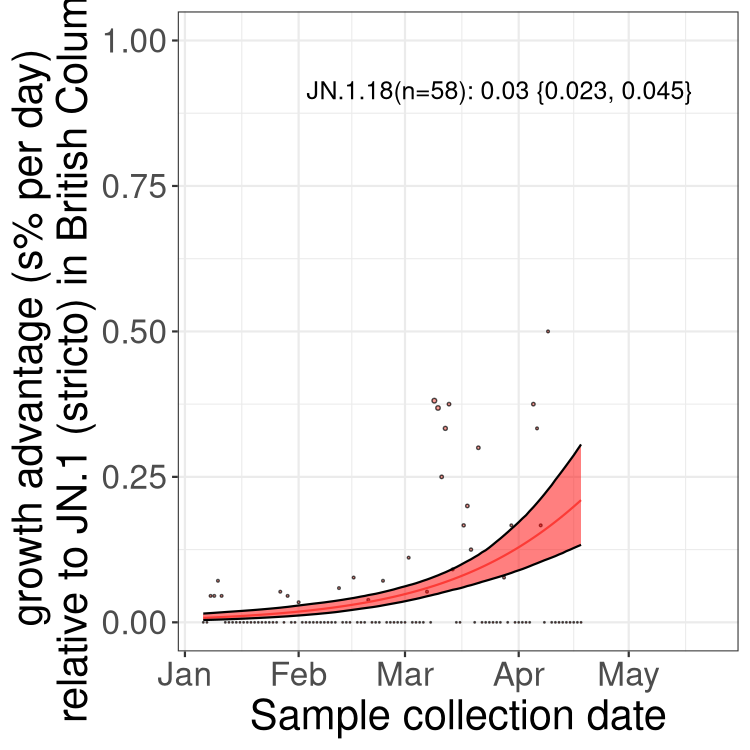 growth advantage (s% per day)
relative to JN.1 (stricto) in British Colum
1.00
0.75
0.50
0.25
0.00
JN.1.18(n=58): 0.03 {0.023, 0.045}
Jan Feb Mar Apr May
Sample collection date